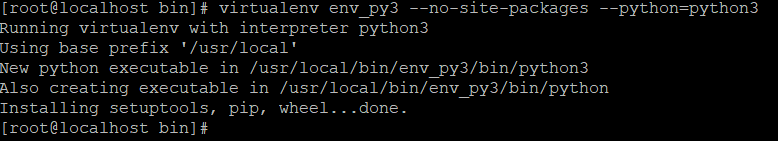 [root@localhost bin]# virtualenv env_py3 --no-site-packages --python=python3
Running virtualenv with interpreter python3
Using base prefix '/usr/local'
New python executable in /usr/local/bin/env_py3/bin/python3
Also creating executable in /usr/local/bin/env_py3/bin/python
Installing setuptools, pip, wheel...done.
[root@localhost bin]#